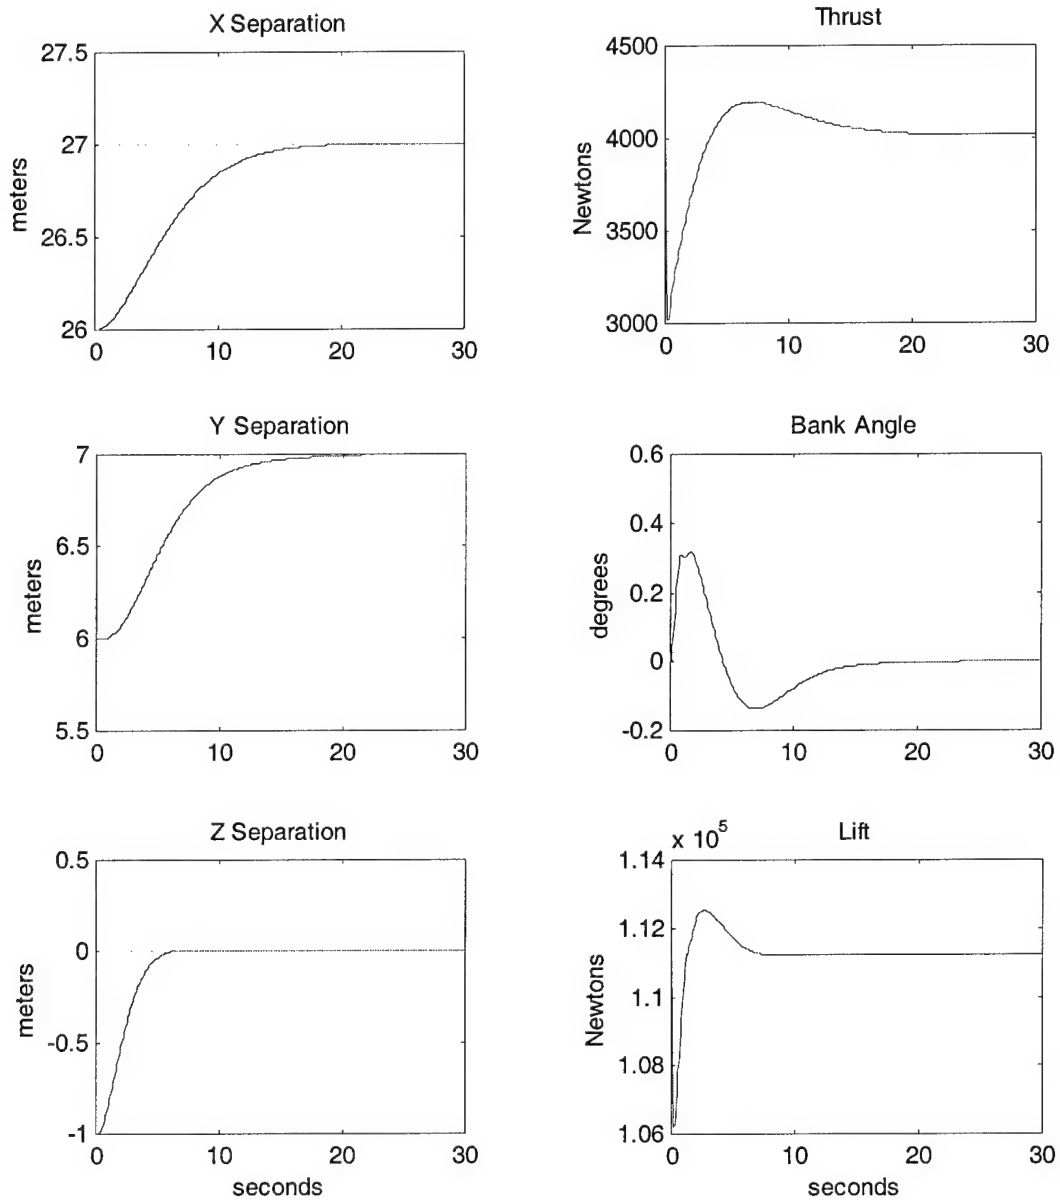 X Separation
27.5
27
26.5
26
meters
0 10 20 30
Thrust
4500
4000
3500
3000
Newtons
0 10 20 30
Y Separation
7
6.5
6
5.5
meters
0 10 20 30
Bank Angle
0.6
0.4
0.2
0
-0.2
degrees
0 10 20 30
Z Separation
0.5
0
-0.5
-1
meters
0 10 20 30
seconds
x 10^5
Lift
1.14
1.12
1.1
1.08
1.06
Newtons
0 10 20 30
seconds